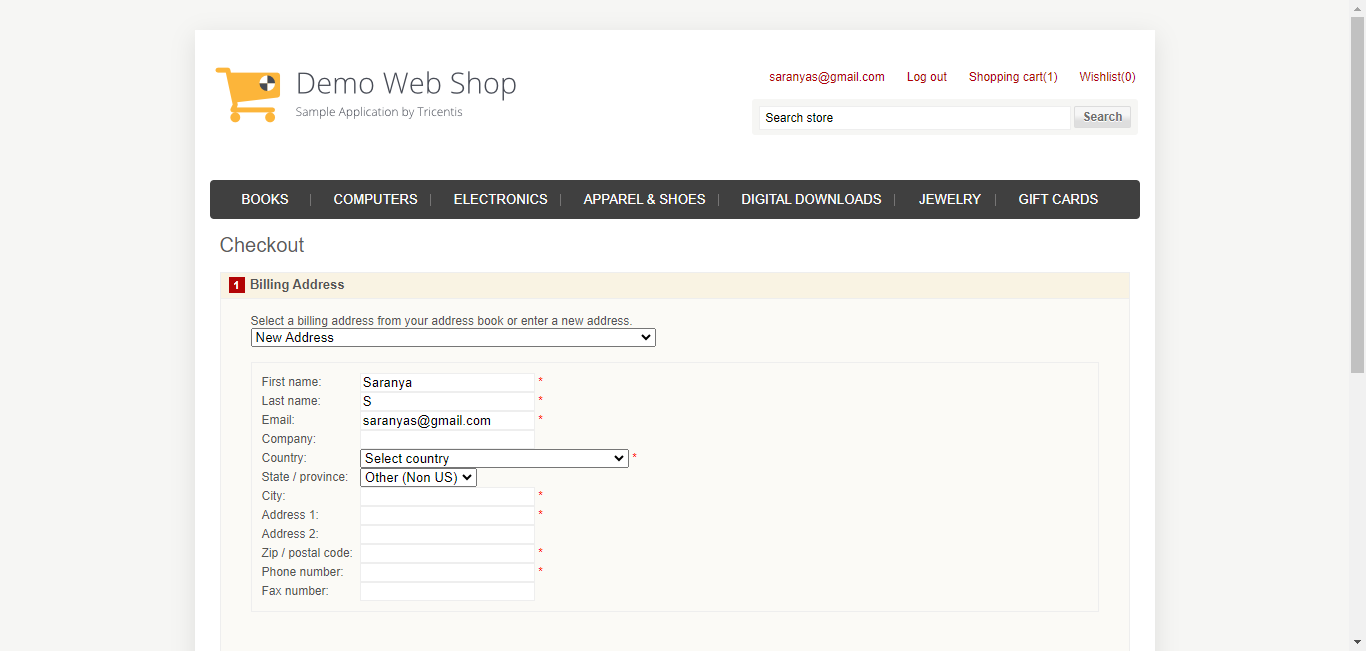 Demo Web Shop
Sample Application by Tricentis
saranyas@gmail.com Log out Shopping cart(1) Wishlist(0)
Search store Search
BOOKS | COMPUTERS | ELECTRONICS | APPAREL & SHOES | DIGITAL DOWNLOADS | JEWELRY | GIFT CARDS
Checkout
1 Billing Address
Select a billing address from your address book or enter a new address.
New Address
First name: Saranya *
Last name: S *
Email: saranyas@gmail.com *
Company:
Country: Select country *
State / province: Other (Non US)
City: *
Address 1: *
Address 2:
Zip / postal code: *
Phone number: *
Fax number: